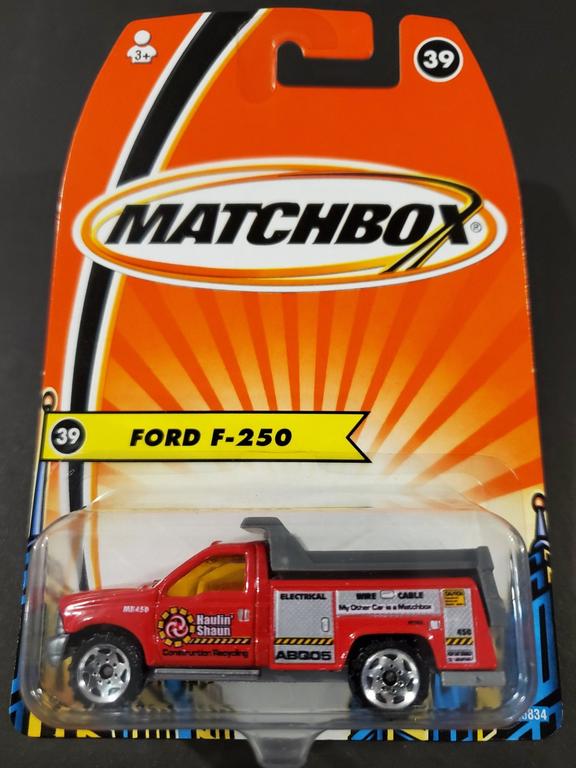 3+
39
MATCHBOX®
39 FORD F-250
MB450
Haulin'
Shaun
Construction Recycling
ELECTRICAL
ABQ05
WIRE CABLE
My Other Car is a Matchbox
450